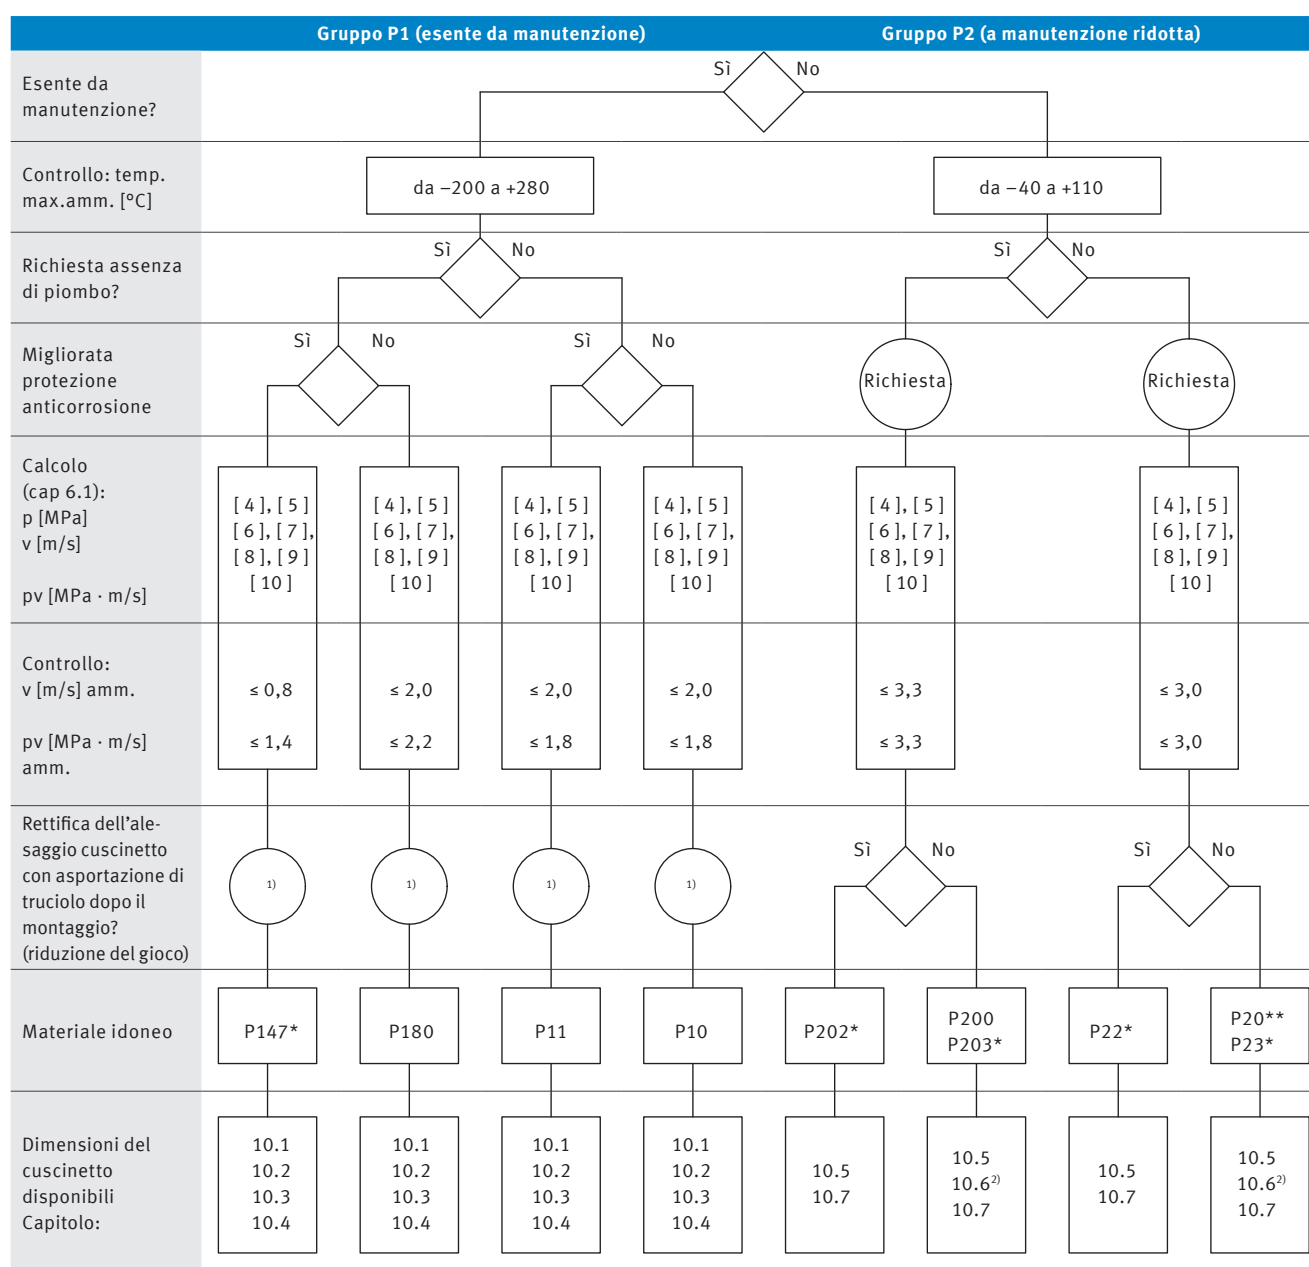 Gruppo P1 (esente da manutenzione) Gruppo P2 (a manutenzione ridotta)
Esente da
manutenzione?
Sì No
Controllo: temp.
max.amm. [°C]
da –200 a +280
da –40 a +110
Richiesta assenza
di piombo?
Sì No
Sì No
Migliorata
protezione
anticorrosione
Sì No
Sì No
Richiesta
Richiesta
Calcolo
(cap 6.1):
p [MPa]
v [m/s]
pv [MPa · m/s]
[ 4 ], [ 5 ]
[ 6 ], [ 7 ],
[ 8 ], [ 9 ]
[ 10 ]
[ 4 ], [ 5 ]
[ 6 ], [ 7 ],
[ 8 ], [ 9 ]
[ 10 ]
[ 4 ], [ 5 ]
[ 6 ], [ 7 ],
[ 8 ], [ 9 ]
[ 10 ]
[ 4 ], [ 5 ]
[ 6 ], [ 7 ],
[ 8 ], [ 9 ]
[ 10 ]
[ 4 ], [ 5 ]
[ 6 ], [ 7 ],
[ 8 ], [ 9 ]
[ 10 ]
[ 4 ], [ 5 ]
[ 6 ], [ 7 ],
[ 8 ], [ 9 ]
[ 10 ]
Controllo:
v [m/s] amm.
pv [MPa · m/s]
amm.
≤ 0,8 ≤ 2,0 ≤ 2,0 ≤ 2,0 ≤ 3,3 ≤ 3,0
≤ 1,4 ≤ 2,2 ≤ 1,8 ≤ 1,8 ≤ 3,3 ≤ 3,0
Rettifica dell'ale-
saggio cuscinetto
con asportazione di
truciolo dopo il
montaggio?
(riduzione del gioco)
1) 1) 1) 1)
Sì No
Sì No
Materiale idoneo
P147*
P180
P11
P10
P202*
P200
P203*
P22*
P20**
P23*
Dimensioni del
cuscinetto
disponibili
Capitolo:
10.1
10.2
10.3
10.4
10.1
10.2
10.3
10.4
10.1
10.2
10.3
10.4
10.1
10.2
10.3
10.4
10.5
10.7
10.5
10.6²⁾
10.7
10.5
10.7
10.5
10.6²⁾
10.7